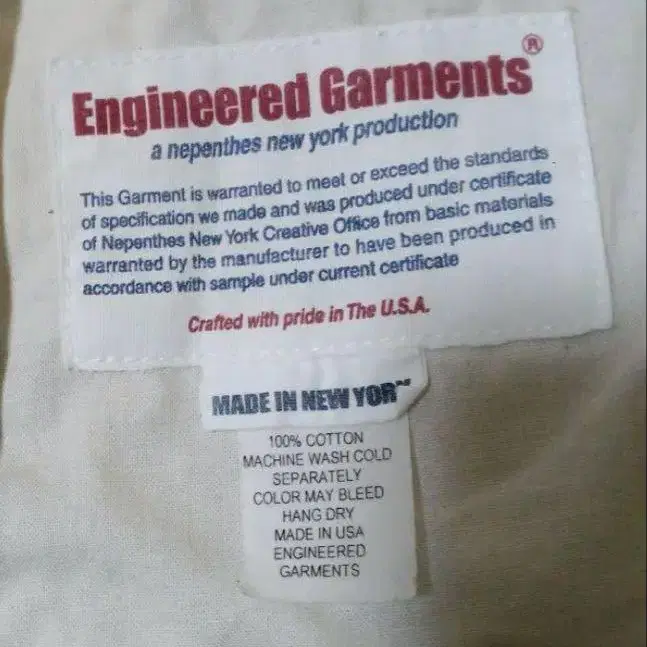 Engineered Garments®
a nepenthes new york production
This Garment is warranted to meet or exceed the standards
of specification we made and was produced under certificate
of Nepenthes New York Creative Office from basic materials
warranted by the manufacturer to have been produced in
accordance with sample under current certificate
Crafted with pride in The U.S.A.
MADE IN NEW YOR
100% COTTON
MACHINE WASH COLD
SEPARATELY
COLOR MAY BLEED
HANG DRY
MADE IN USA
ENGINEERED
GARMENTS